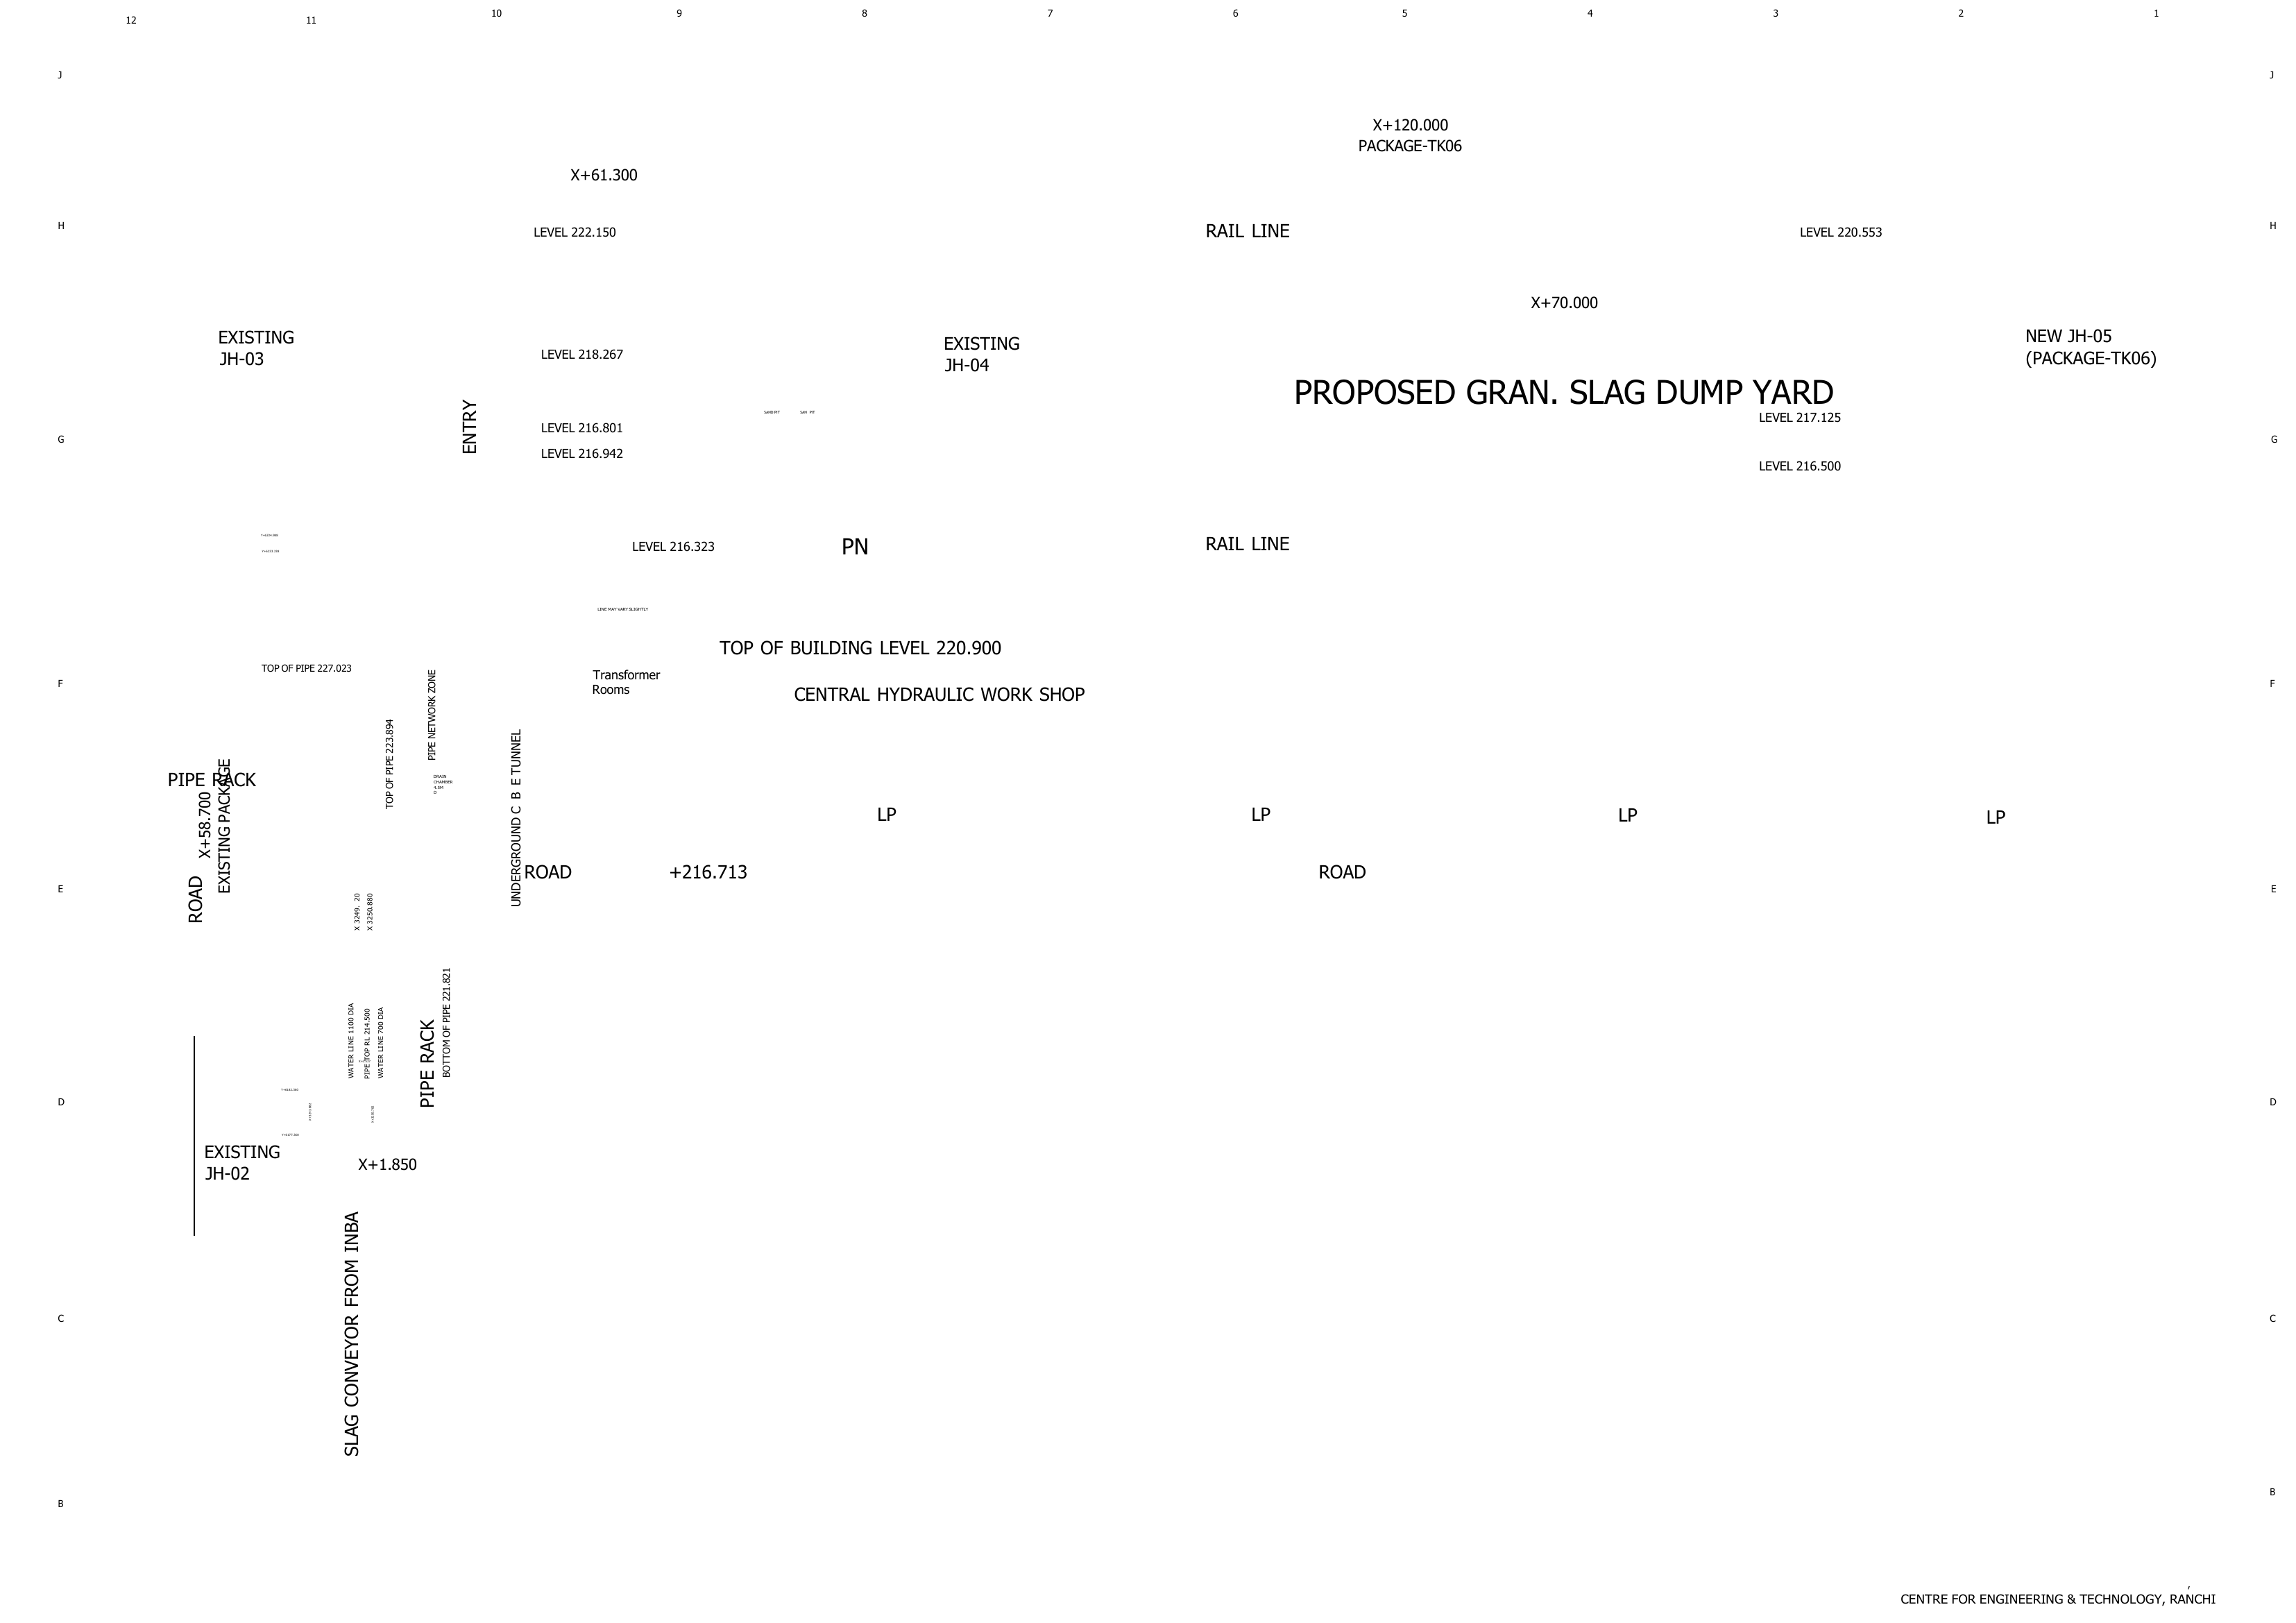 12 11 10 9 8 7 6 5 4 3 2 1
J J
X+120.000
PACKAGE-TK06
X+61.300
H H
LEVEL 222.150
RAIL LINE
LEVEL 220.553
X+70.000
EXISTING
JH-03
LEVEL 218.267
EXISTING
JH-04
NEW JH-05
(PACKAGE-TK06)
PROPOSED GRAN. SLAG DUMP YARD
LEVEL 217.125
ENTRY
LEVEL 216.801
G G
LEVEL 216.942
LEVEL 216.500
LEVEL 216.323
PN
RAIL LINE
LINE MAY VARY SLIGHTLY
TOP OF BUILDING LEVEL 220.900
TOP OF PIPE 227.023
Transformer
Rooms
F F
CENTRAL HYDRAULIC WORK SHOP
PIPE NETWORK ZONE
TOP OF PIPE 223.894
UNDERGROUND C B E TUNNEL
PIPE RACK
X+58.700
EXISTING PACKAGE
DRAIN
CHAMBER
LP LP LP LP
ROAD
ROAD
+216.713
ROAD
E E
X 3249. 20
X 3250.880
WATER LINE 1100 DIA
PIPE TOP RL 214.500
WATER LINE 700 DIA
PIPE RACK
BOTTOM OF PIPE 221.821
D D
EXISTING
JH-02
X+1.850
SLAG CONVEYOR FROM INBA
C C
B B
CENTRE FOR ENGINEERING & TECHNOLOGY, RANCHI